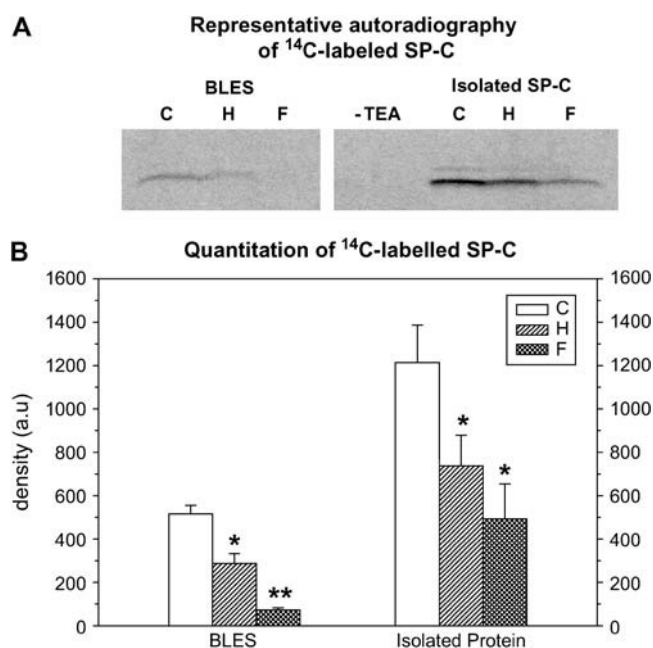 A
Representative autoradiography
of ¹⁴C-labeled SP-C
BLES
Isolated SP-C
C H F
-TEA C H F
B
Quantitation of ¹⁴C-labelled SP-C
1600 1600
1400 1400
1200 1200
1000 1000
800 800
600 600
400 400
200 200
0 0
density (a.u)
C
H
F
* *
* **
BLES Isolated Protein